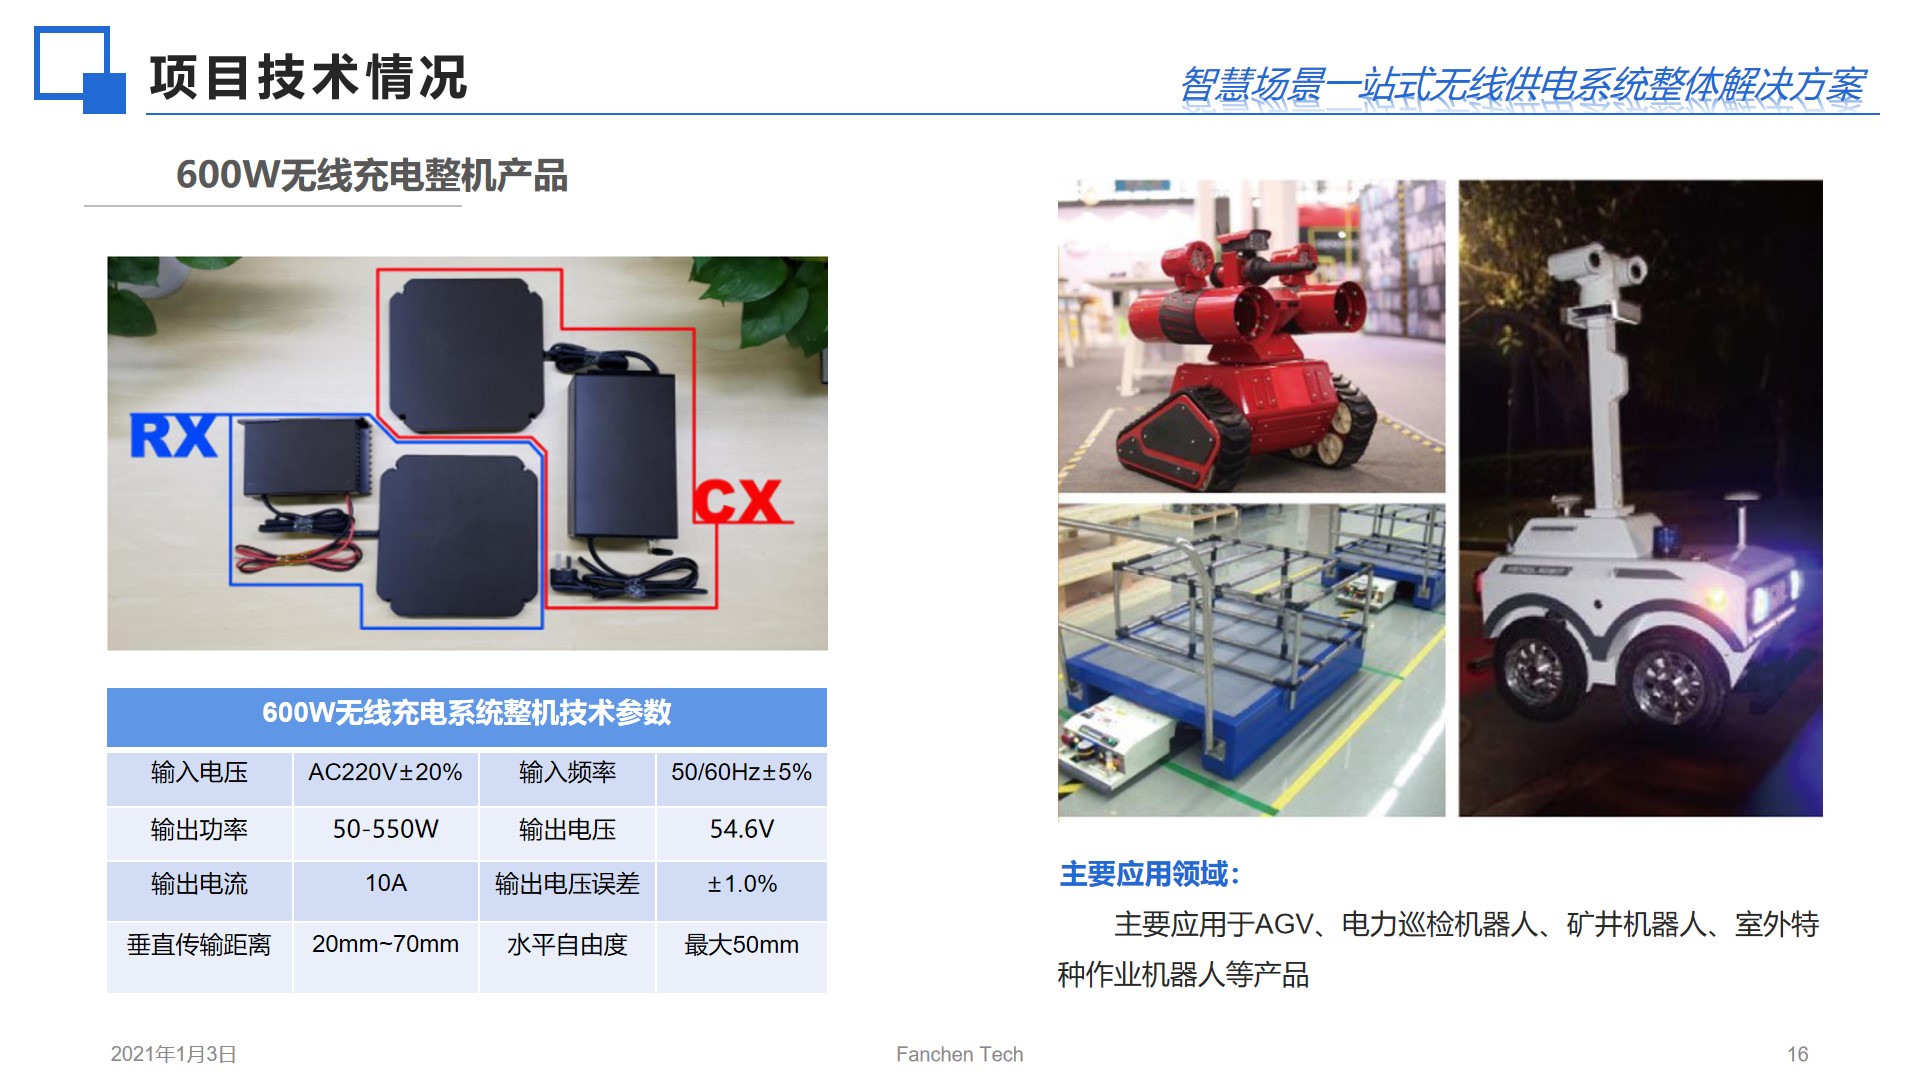 项目技术情况
智慧场景一站式无线供电系统整体解决方案
600W无线充电整机产品
RX
CX
600W无线充电系统整机技术参数
输入电压 AC220V±20% 输入频率 50/60Hz±5%
输出功率 50-550W 输出电压 54.6V
输出电流 10A 输出电压误差 ±1.0%
垂直传输距离 20mm~70mm 水平自由度 最大50mm
主要应用领域：
主要应用于AGV、电力巡检机器人、矿井机器人、室外特
种作业机器人等产品
2021年1月3日
Fanchen Tech
16